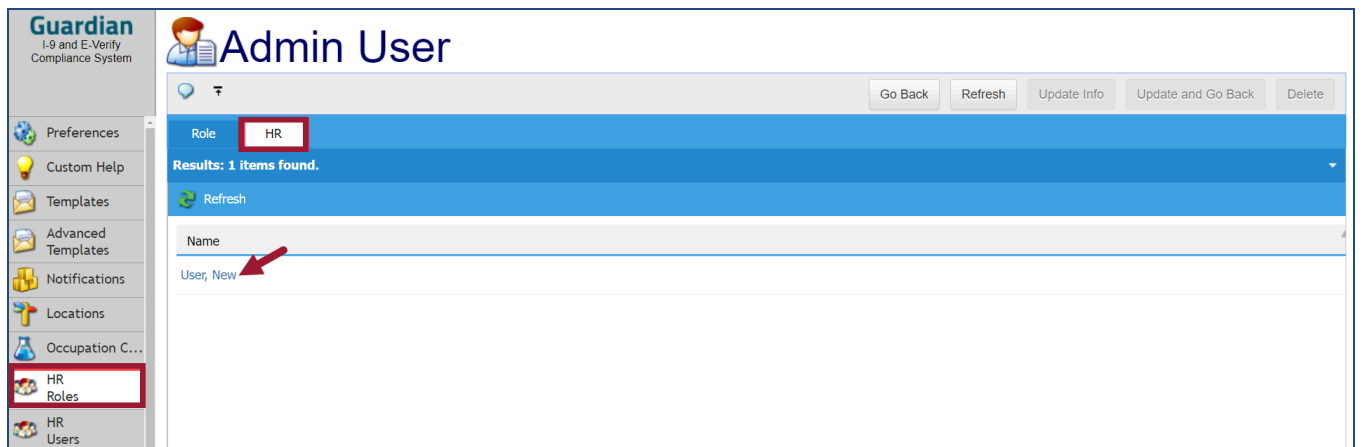 Guardian
I-9 and E-Verify
Compliance System
Admin User
Go Back Refresh Update Info Update and Go Back Delete
Preferences
Role HR
Custom Help
Results: 1 items found.
Templates
Refresh
Advanced
Templates
Name
Notifications
User, New
Locations
Occupation C...
HR
Roles
HR
Users